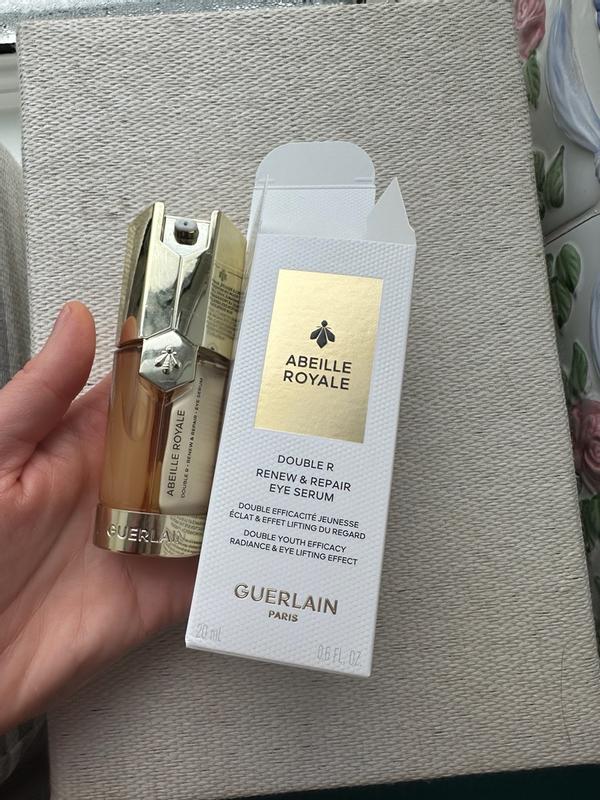 ABEILLE ROYALE
DOUBLE R • RENEW & REPAIR • EYE SERUM
GUERLAIN
ABEILLE
ROYALE
DOUBLE R
RENEW & REPAIR
EYE SERUM
DOUBLE EFFICACITÉ JEUNESSE
ÉCLAT & EFFET LIFTING DU REGARD
DOUBLE YOUTH EFFICACY
RADIANCE & EYE LIFTING EFFECT
GUERLAIN
PARIS
20 mL
0.6 FL. OZ.